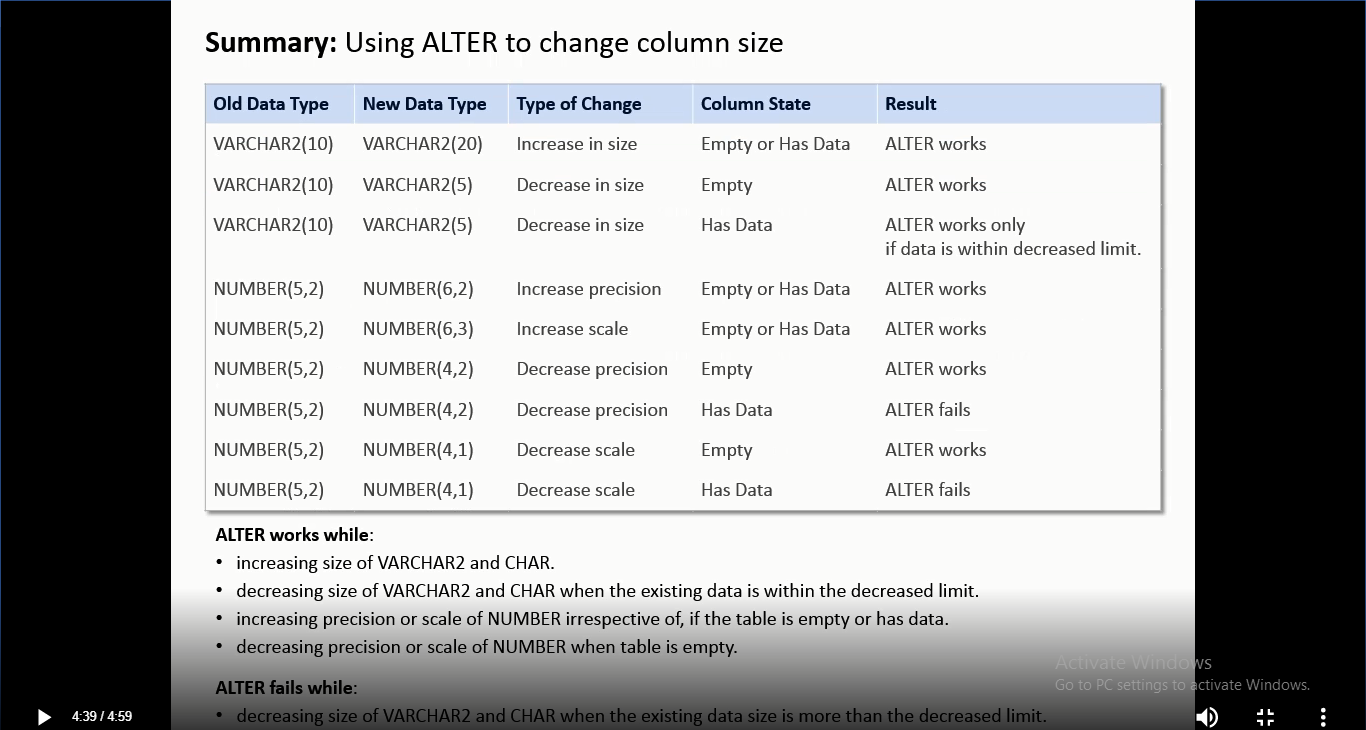 Summary: Using ALTER to change column size
Old Data Type New Data Type Type of Change Column State Result
VARCHAR2(10) VARCHAR2(20) Increase in size Empty or Has Data ALTER works
VARCHAR2(10) VARCHAR2(5) Decrease in size Empty ALTER works
VARCHAR2(10) VARCHAR2(5) Decrease in size Has Data ALTER works only
if data is within decreased limit.
NUMBER(5,2) NUMBER(6,2) Increase precision Empty or Has Data ALTER works
NUMBER(5,2) NUMBER(6,3) Increase scale Empty or Has Data ALTER works
NUMBER(5,2) NUMBER(4,2) Decrease precision Empty ALTER works
NUMBER(5,2) NUMBER(4,2) Decrease precision Has Data ALTER fails
NUMBER(5,2) NUMBER(4,1) Decrease scale Empty ALTER works
NUMBER(5,2) NUMBER(4,1) Decrease scale Has Data ALTER fails
ALTER works while:
• increasing size of VARCHAR2 and CHAR.
• decreasing size of VARCHAR2 and CHAR when the existing data is within the decreased limit.
• increasing precision or scale of NUMBER irrespective of, if the table is empty or has data.
• decreasing precision or scale of NUMBER when table is empty.
Activate Windows
Go to PC settings to activate Windows.
ALTER fails while:
• decreasing size of VARCHAR2 and CHAR when the existing data size is more than the decreased limit.
4:39 / 4:59